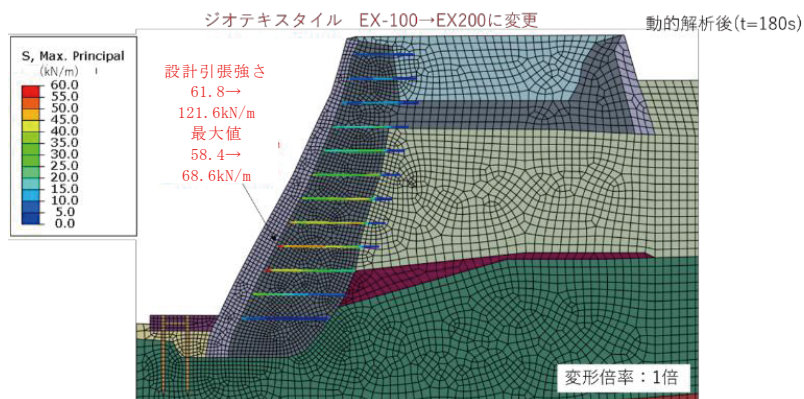 ジオテキスタイル　EX-100→EX200に変更
動的解析後(t=180s)
S, Max. Principal
(kN/m)
60.0
55.0
50.0
45.0
40.0
35.0
30.0
25.0
20.0
15.0
10.0
5.0
0.0
設計引張強さ
61.8→
121.6kN/m
最大値
58.4→
68.6kN/m
変形倍率：1倍